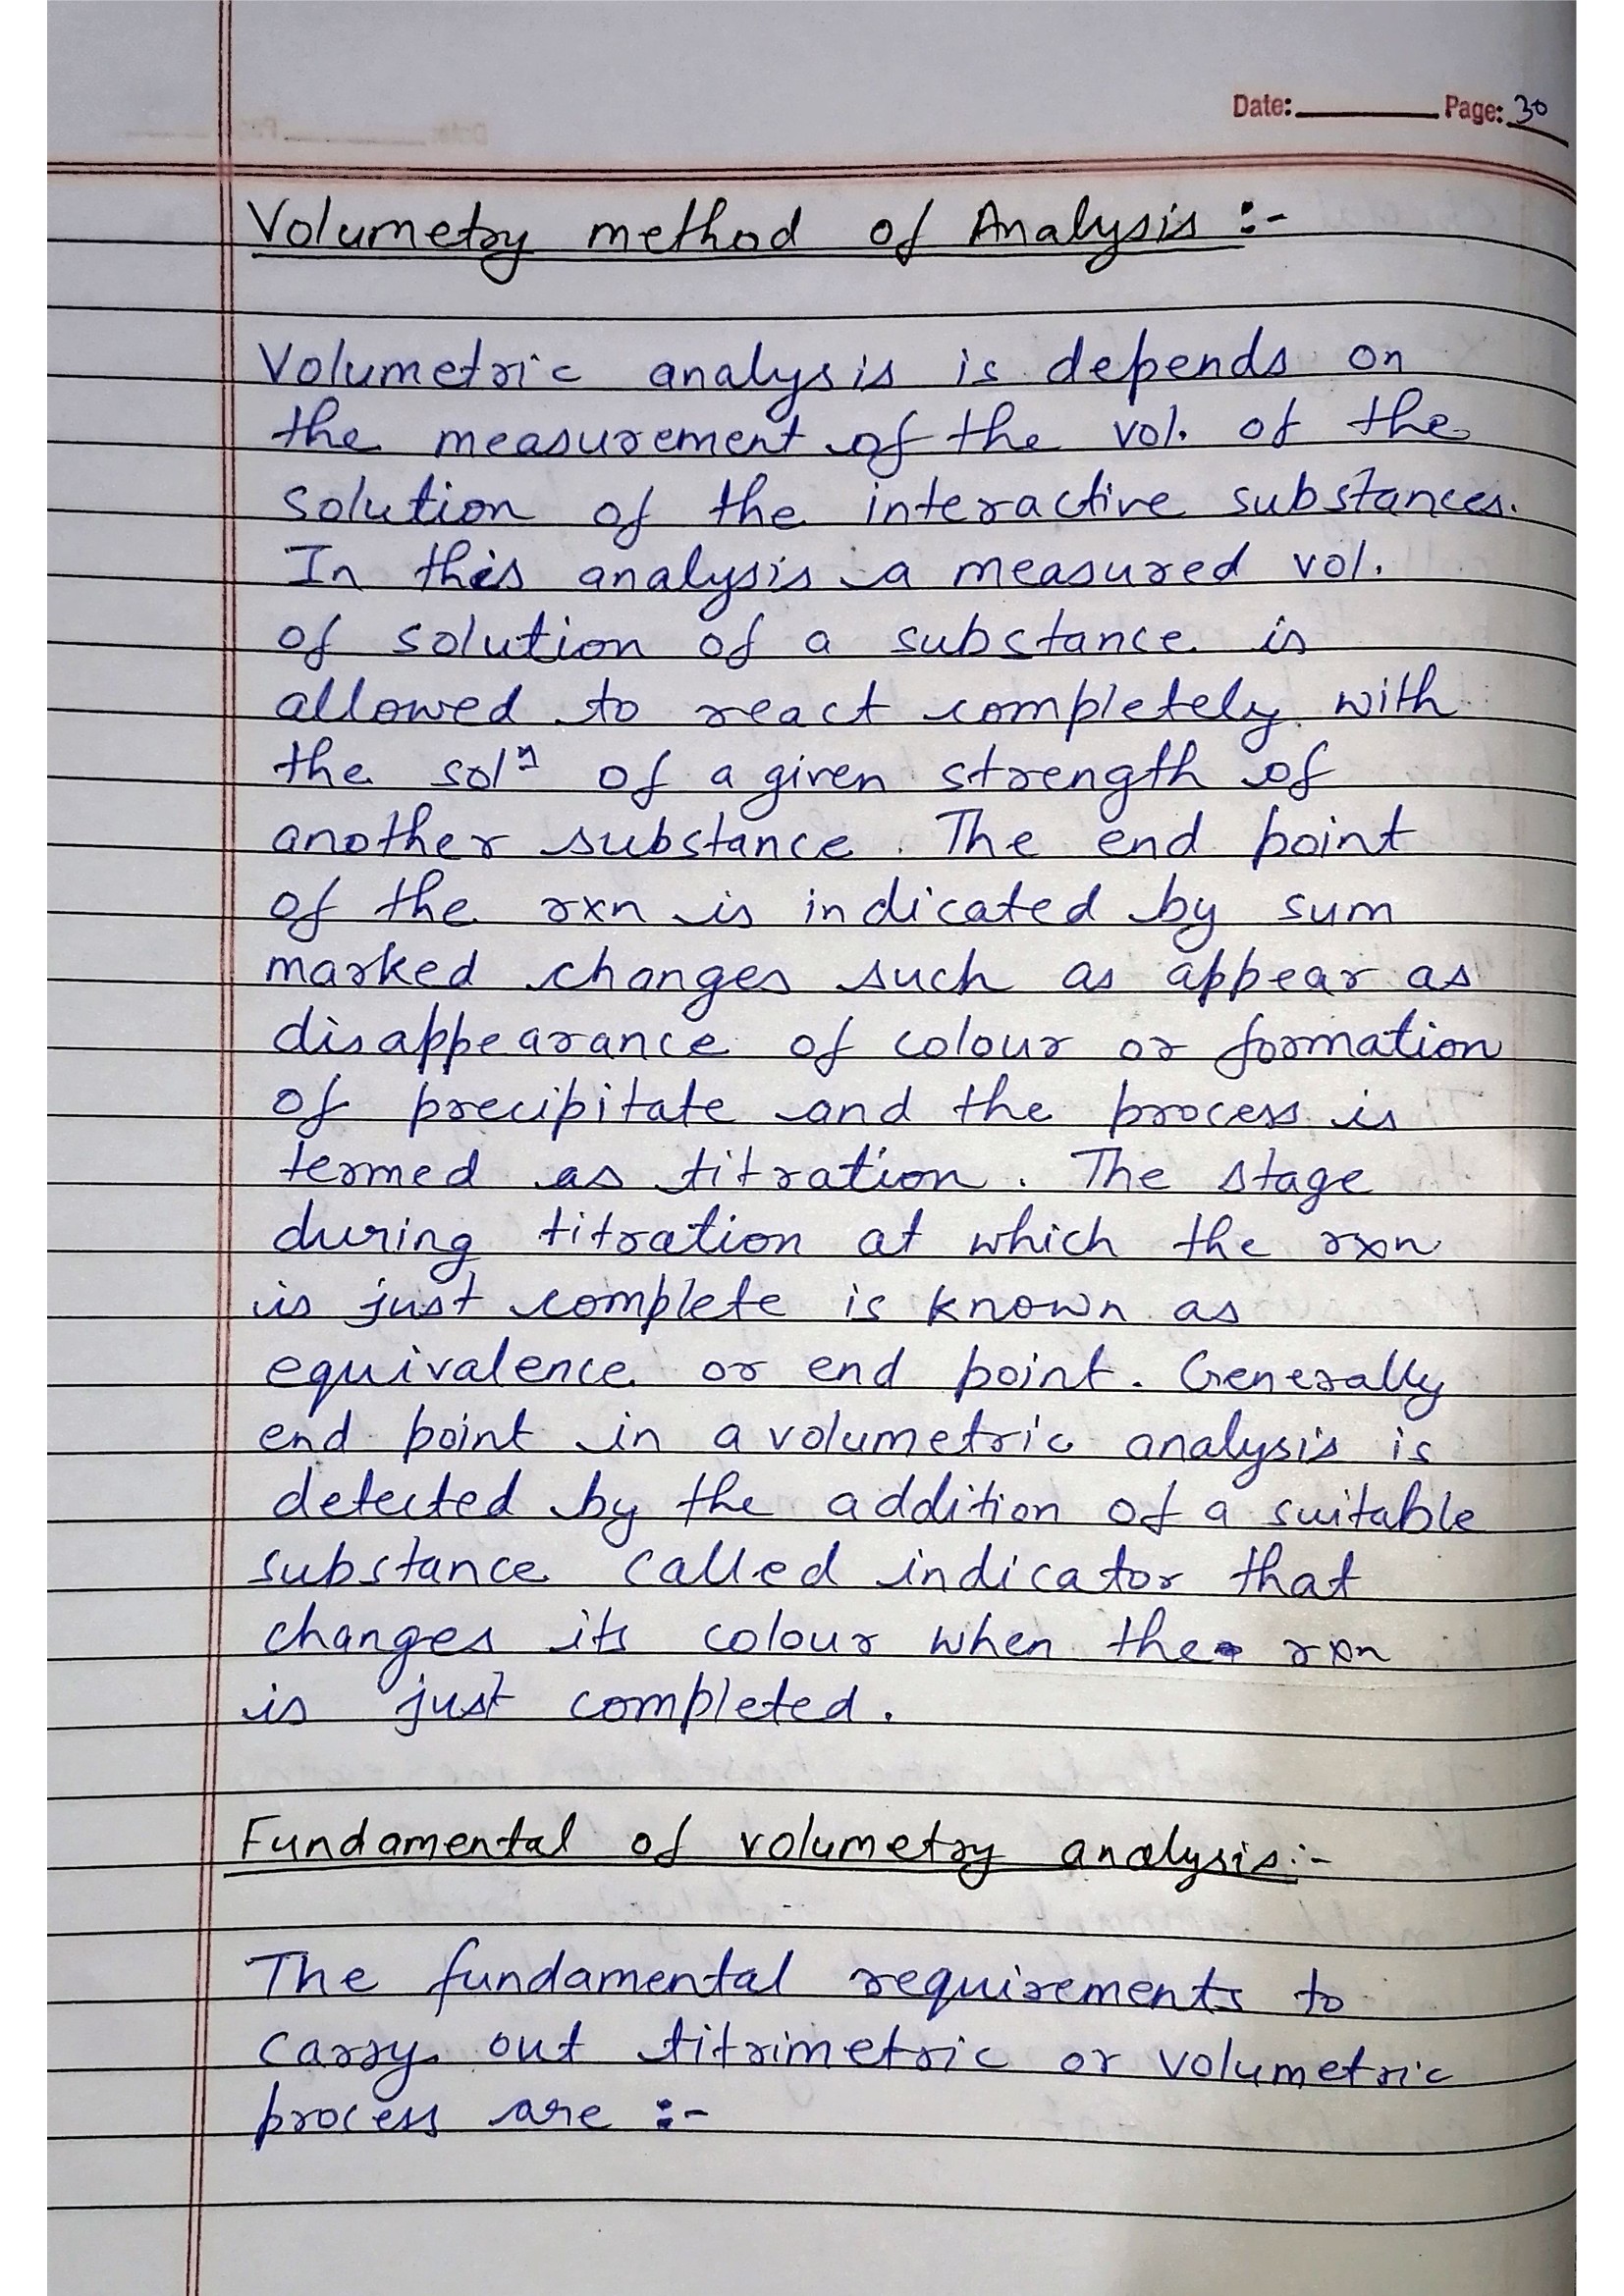 Date: Page: 30
Volumetry method of Analysis :-
Volumetric analysis is depends on
the measurement of the vol. of the
solution of the interactive substances.
In this analysis a measured vol.
of solution of a substance is
allowed to react completely with
the solⁿ of a given strength of
another substance. The end point
of the rxn is indicated by sum
marked changes such as appear as
disappearance of colour or formation
of precipitate and the process is
termed as titration. The stage
during titration at which the rxn
is just complete is known as
equivalence or end point. Generally
end point in a volumetric analysis is
detected by the addition of a suitable
substance called indicator that
changes its colour when the rxn
is just completed.
Fundamental of volumetry analysis:-
The fundamental requirements to
carry out titrimetric or volumetric
process are :-